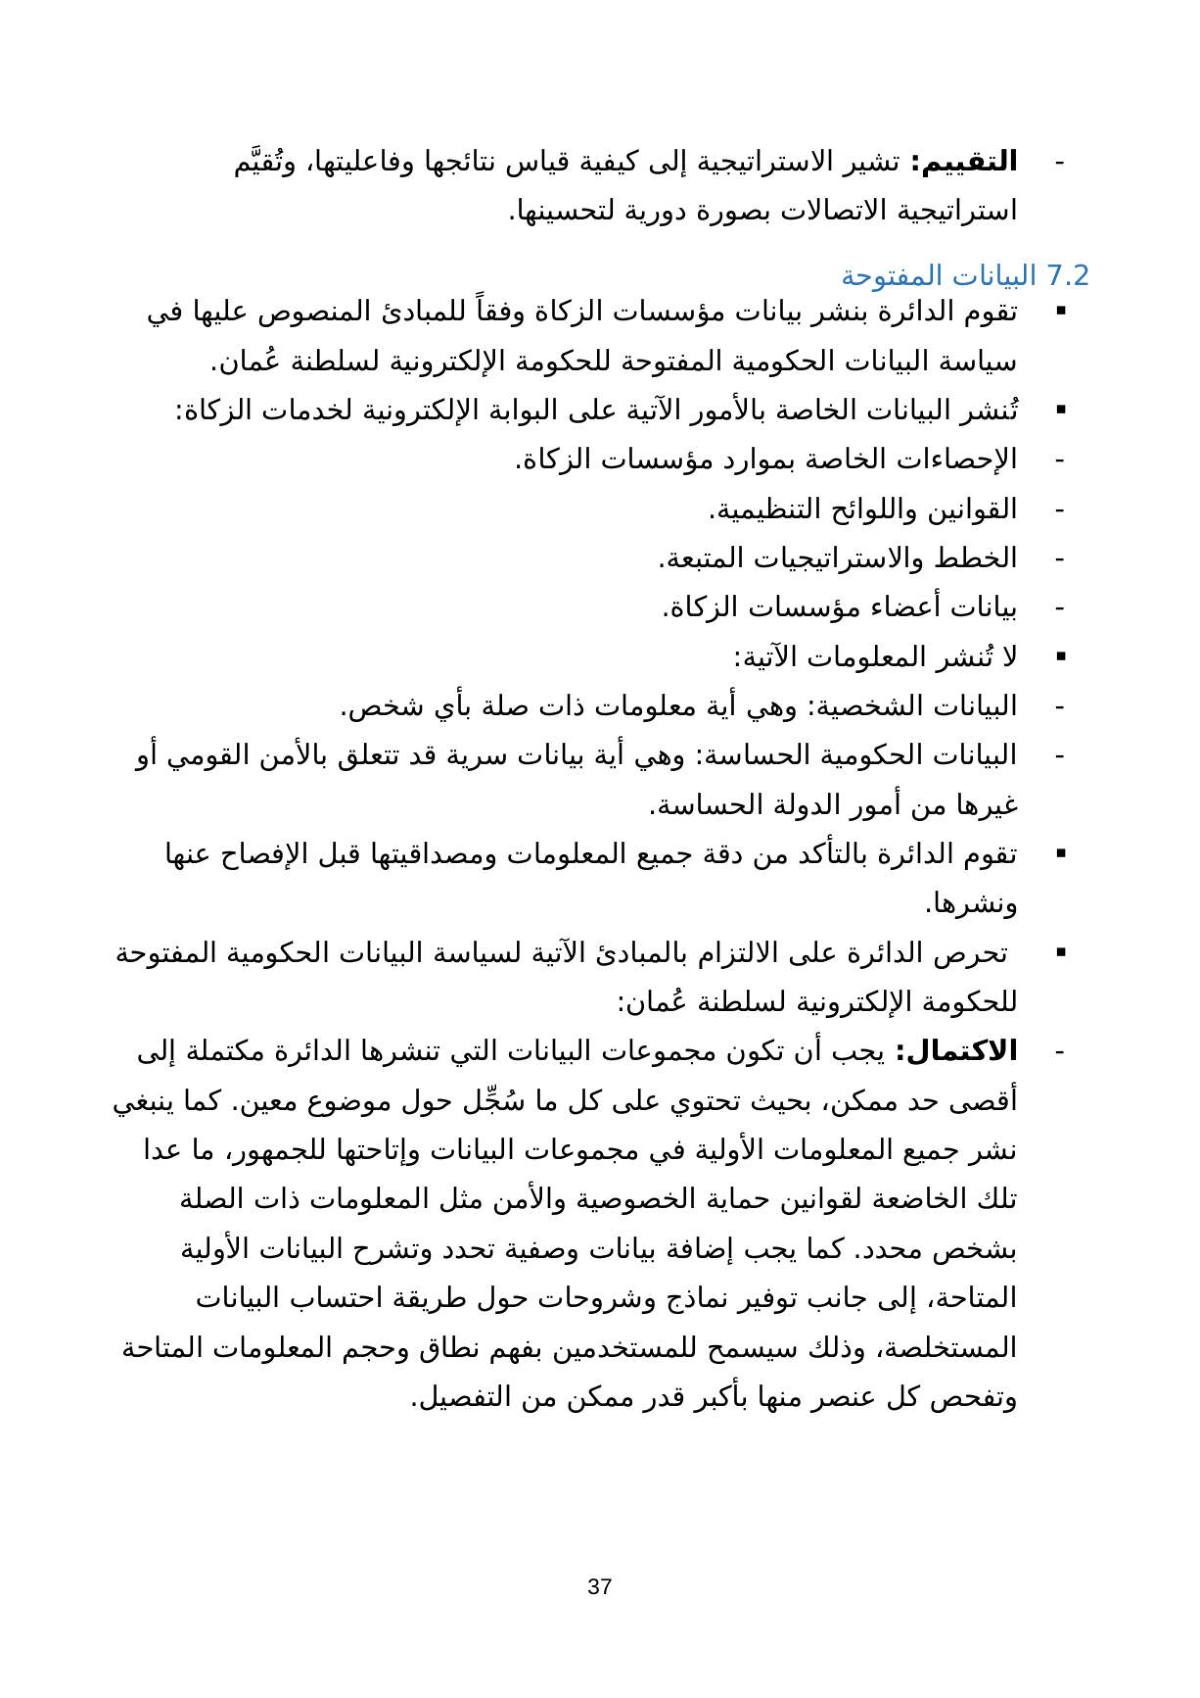 - التقييم: تشير الاستراتيجية إلى كيفية قياس نتائجها وفاعليتها، وتُقيَّم
استراتيجية الاتصالات بصورة دورية لتحسينها.
7.2 البيانات المفتوحة
▪ تقوم الدائرة بنشر بيانات مؤسسات الزكاة وفقاً للمبادئ المنصوص عليها في
سياسة البيانات الحكومية المفتوحة للحكومة الإلكترونية لسلطنة عُمان.
▪ تُنشر البيانات الخاصة بالأمور الآتية على البوابة الإلكترونية لخدمات الزكاة:
- الإحصاءات الخاصة بموارد مؤسسات الزكاة.
- القوانين واللوائح التنظيمية.
- الخطط والاستراتيجيات المتبعة.
- بيانات أعضاء مؤسسات الزكاة.
▪ لا تُنشر المعلومات الآتية:
- البيانات الشخصية: وهي أية معلومات ذات صلة بأي شخص.
- البيانات الحكومية الحساسة: وهي أية بيانات سرية قد تتعلق بالأمن القومي أو
غيرها من أمور الدولة الحساسة.
▪ تقوم الدائرة بالتأكد من دقة جميع المعلومات ومصداقيتها قبل الإفصاح عنها
ونشرها.
▪ تحرص الدائرة على الالتزام بالمبادئ الآتية لسياسة البيانات الحكومية المفتوحة
للحكومة الإلكترونية لسلطنة عُمان:
- الاكتمال: يجب أن تكون مجموعات البيانات التي تنشرها الدائرة مكتملة إلى
أقصى حد ممكن، بحيث تحتوي على كل ما سُجِّل حول موضوع معين. كما ينبغي
نشر جميع المعلومات الأولية في مجموعات البيانات وإتاحتها للجمهور، ما عدا
تلك الخاضعة لقوانين حماية الخصوصية والأمن مثل المعلومات ذات الصلة
بشخص محدد. كما يجب إضافة بيانات وصفية تحدد وتشرح البيانات الأولية
المتاحة، إلى جانب توفير نماذج وشروحات حول طريقة احتساب البيانات
المستخلصة، وذلك سيسمح للمستخدمين بفهم نطاق وحجم المعلومات المتاحة
وتفحص كل عنصر منها بأكبر قدر ممكن من التفصيل.
37